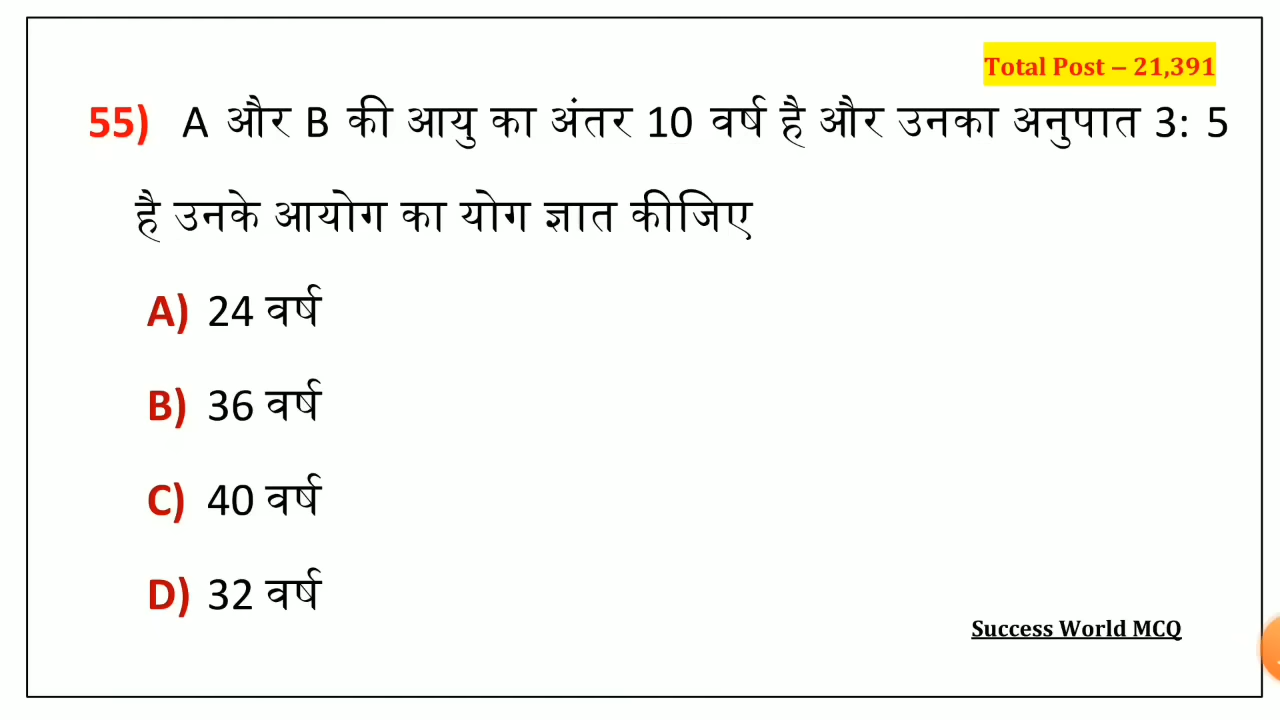 Total Post – 21,391
55) A और B की आयु का अंतर 10 वर्ष है और उनका अनुपात 3: 5
है उनके आयोग का योग ज्ञात कीजिए
A) 24 वर्ष
B) 36 वर्ष
C) 40 वर्ष
D) 32 वर्ष
Success World MCQ